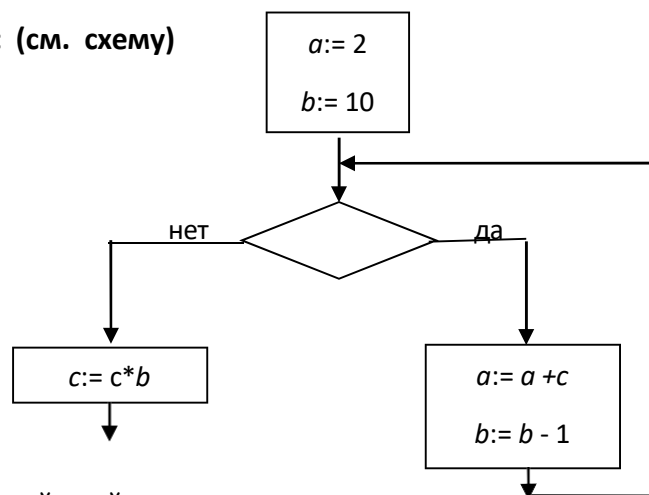 (см. схему)
a:= 2
b:= 10
нет
да
c:= c*b
a:= a +c
b:= b - 1